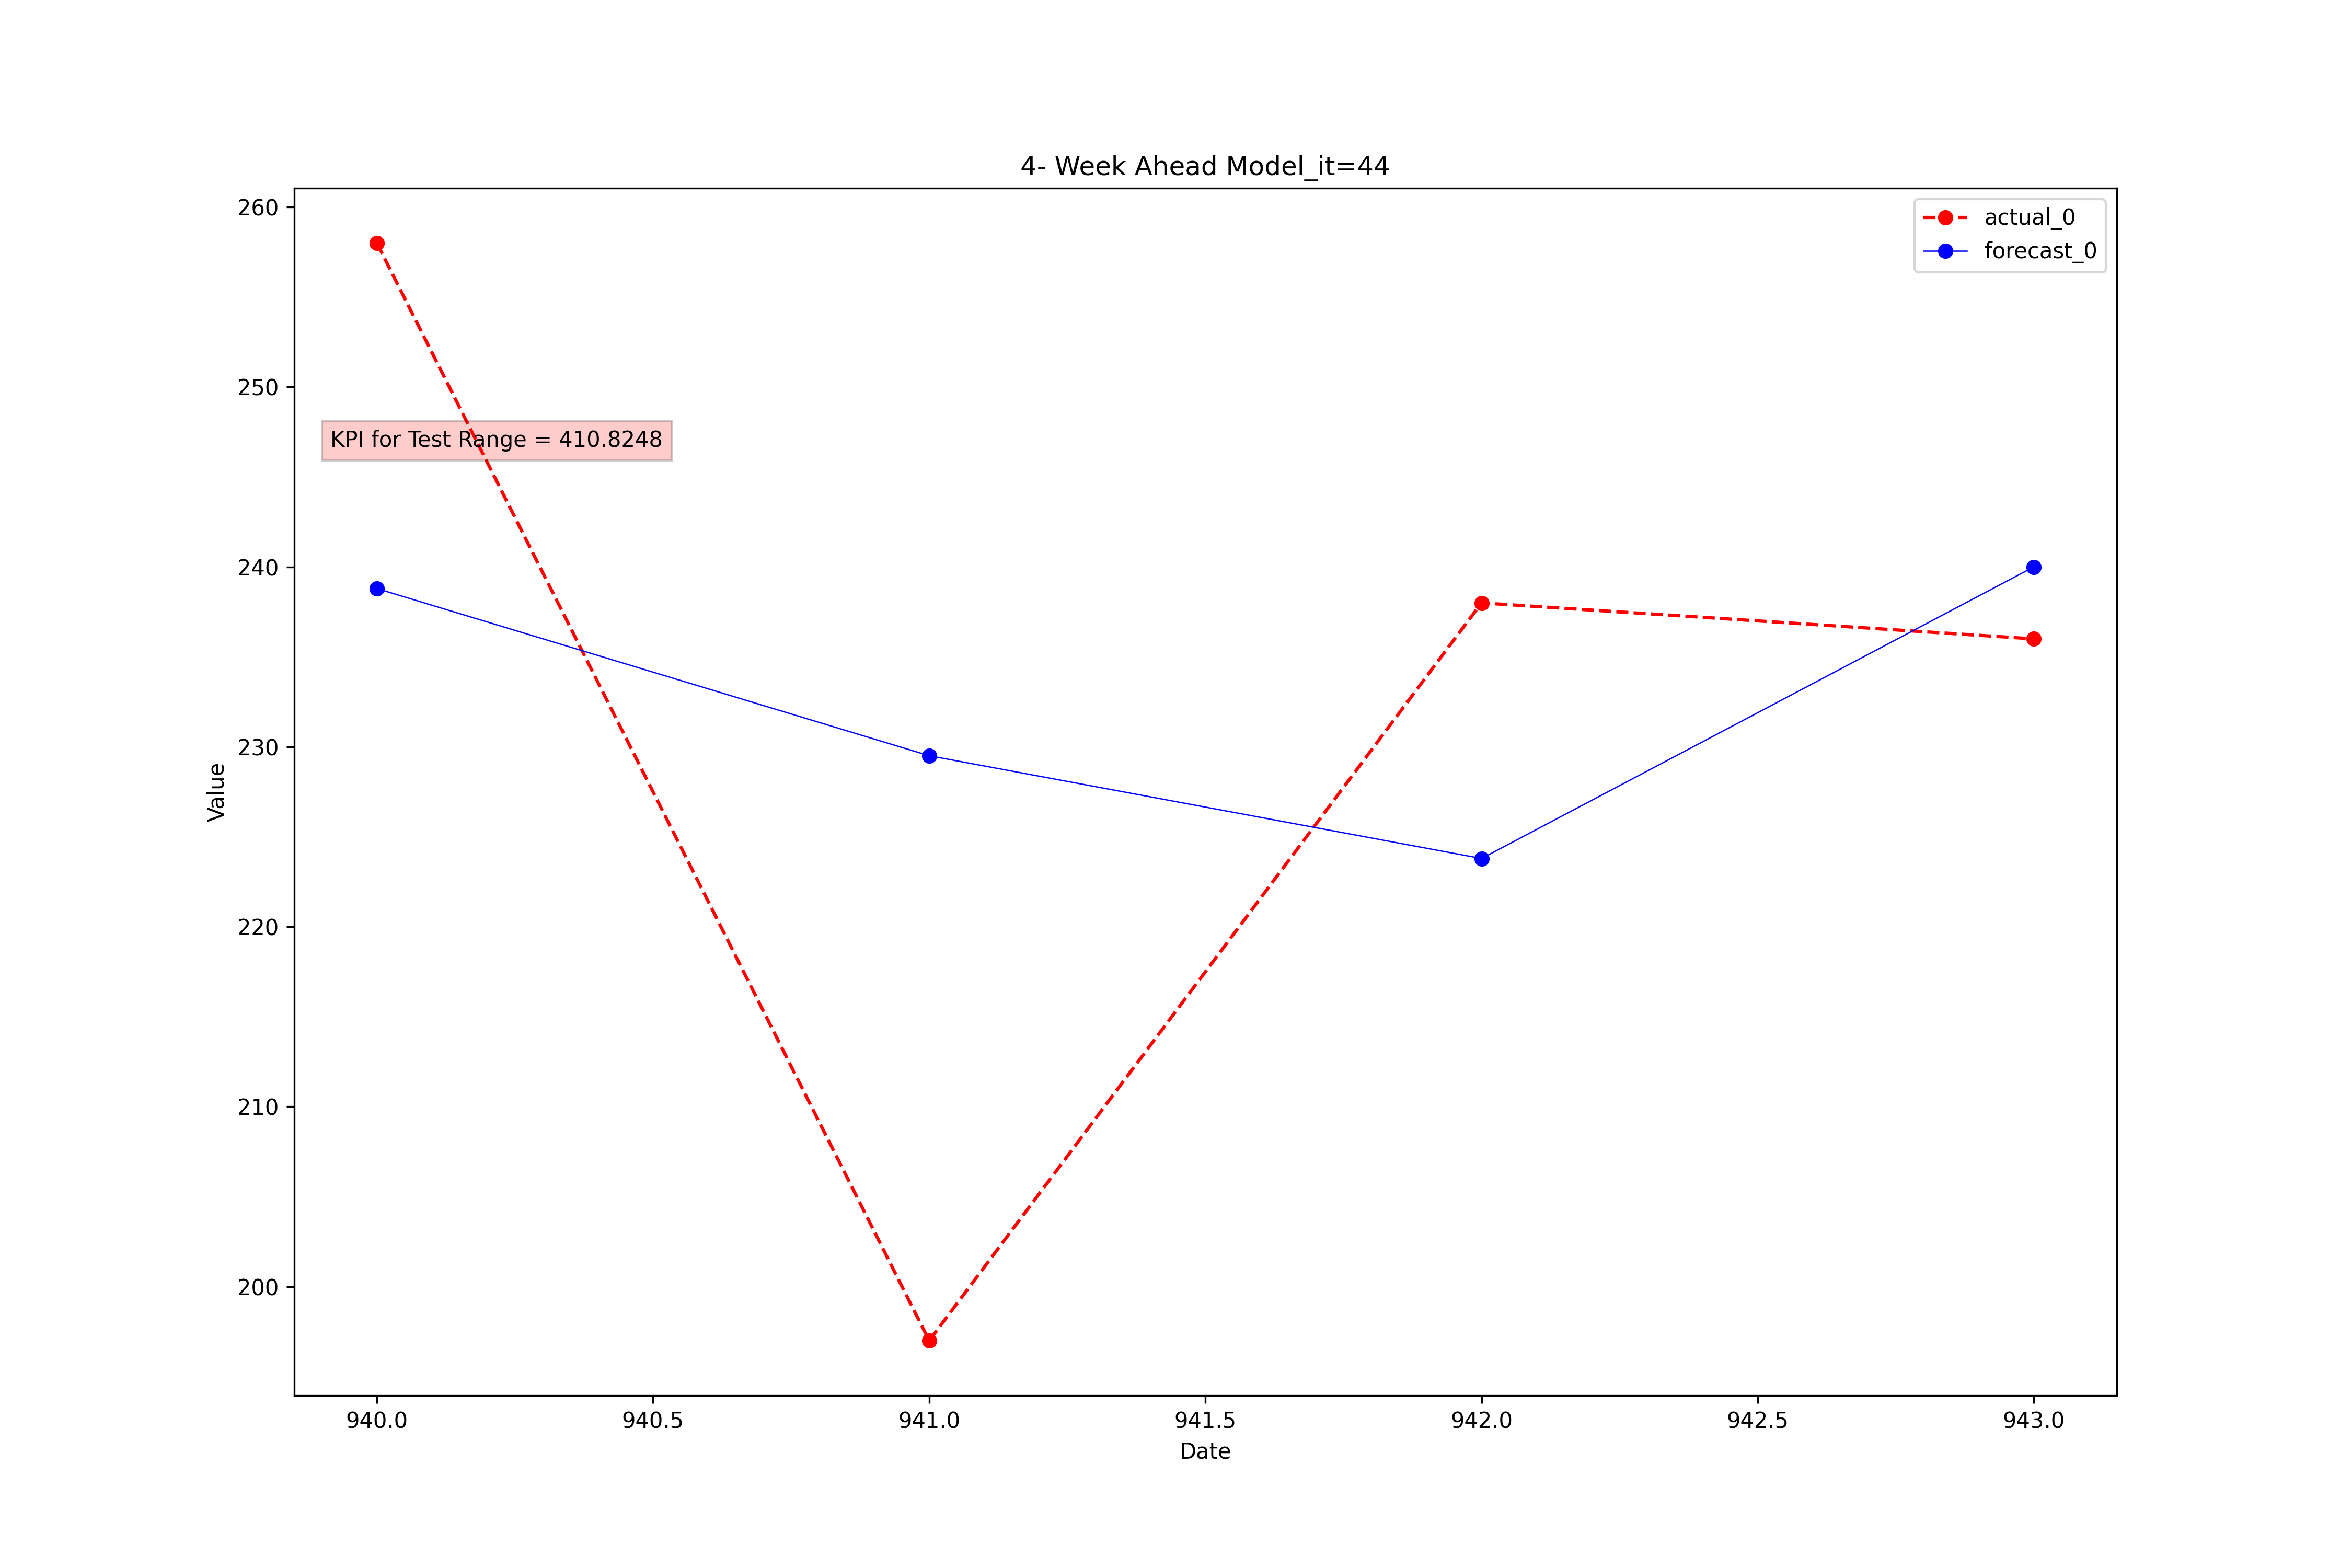 4- Week Ahead Model_it=44
260
250
240
230
220
210
200
Value
KPI for Test Range = 410.8248
actual_0
forecast_0
940.0 940.5 941.0 941.5 942.0 942.5 943.0
Date